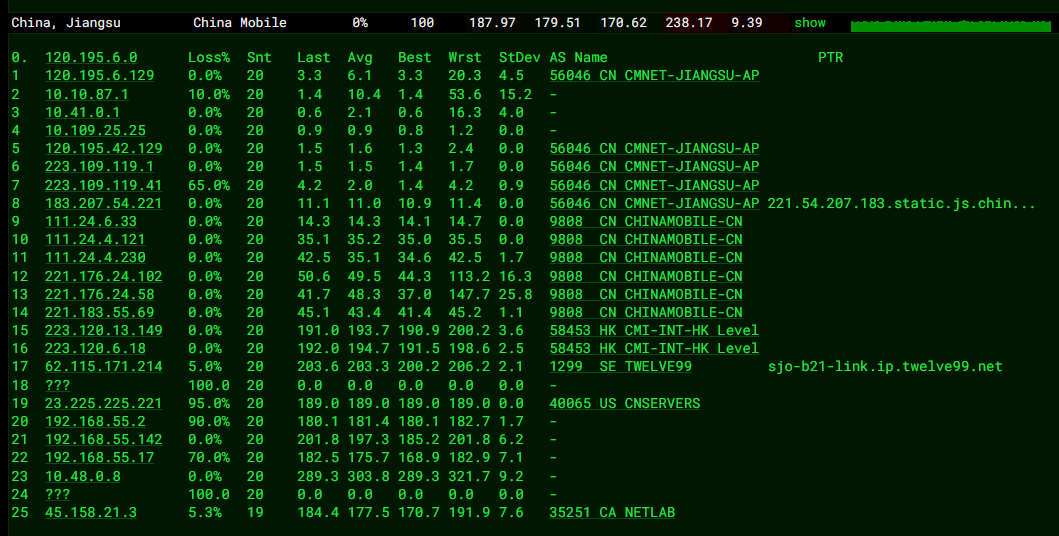 China, Jiangsu China Mobile 0% 100 187.97 179.51 170.62 238.17 9.39 show
0. 120.195.6.0 Loss% Snt Last Avg Best Wrst StDev AS Name PTR
1 120.195.6.129 0.0% 20 3.3 6.1 3.3 20.3 4.5 56046 CN CMNET-JIANGSU-AP
2 10.10.87.1 10.0% 20 1.4 10.4 1.4 53.6 15.2 -
3 10.41.0.1 0.0% 20 0.6 2.1 0.6 16.3 4.0 -
4 10.109.25.25 0.0% 20 0.9 0.9 0.8 1.2 0.0 -
5 120.195.42.129 0.0% 20 1.5 1.6 1.3 2.4 0.0 56046 CN CMNET-JIANGSU-AP
6 223.109.119.1 0.0% 20 1.5 1.5 1.4 1.7 0.0 56046 CN CMNET-JIANGSU-AP
7 223.109.119.41 65.0% 20 4.2 2.0 1.4 4.2 0.9 56046 CN CMNET-JIANGSU-AP
8 183.207.54.221 0.0% 20 11.1 11.0 10.9 11.4 0.0 56046 CN CMNET-JIANGSU-AP 221.54.207.183.static.js.chin...
9 111.24.6.33 0.0% 20 14.3 14.3 14.1 14.7 0.0 9808 CN CHINAMOBILE-CN
10 111.24.4.121 0.0% 20 35.1 35.2 35.0 35.5 0.0 9808 CN CHINAMOBILE-CN
11 111.24.4.230 0.0% 20 42.5 35.1 34.6 42.5 1.7 9808 CN CHINAMOBILE-CN
12 221.176.24.102 0.0% 20 50.6 49.5 44.3 113.2 16.3 9808 CN CHINAMOBILE-CN
13 221.176.24.58 0.0% 20 41.7 48.3 37.0 147.7 25.8 9808 CN CHINAMOBILE-CN
14 221.183.55.69 0.0% 20 45.1 43.4 41.4 45.2 1.1 9808 CN CHINAMOBILE-CN
15 223.120.13.149 0.0% 20 191.0 193.7 190.9 200.2 3.6 58453 HK CMI-INT-HK Level
16 223.120.6.18 0.0% 20 192.0 194.7 191.5 198.6 2.5 58453 HK CMI-INT-HK Level
17 62.115.171.214 5.0% 20 203.6 203.3 200.2 206.2 2.1 1299 SE TWELVE99 sjo-b21-link.ip.twelve99.net
18 ??? 100.0 20 0.0 0.0 0.0 0.0 0.0 -
19 23.225.225.221 95.0% 20 189.0 189.0 189.0 189.0 0.0 40065 US CNSERVERS
20 192.168.55.2 90.0% 20 180.1 181.4 180.1 182.7 1.7 -
21 192.168.55.142 0.0% 20 201.8 197.3 185.2 201.8 6.2 -
22 192.168.55.17 70.0% 20 182.5 175.7 168.9 182.9 7.1 -
23 10.48.0.8 0.0% 20 289.3 303.8 289.3 321.7 9.2 -
24 ??? 100.0 20 0.0 0.0 0.0 0.0 0.0 -
25 45.158.21.3 5.3% 19 184.4 177.5 170.7 191.9 7.6 35251 CA NETLAB